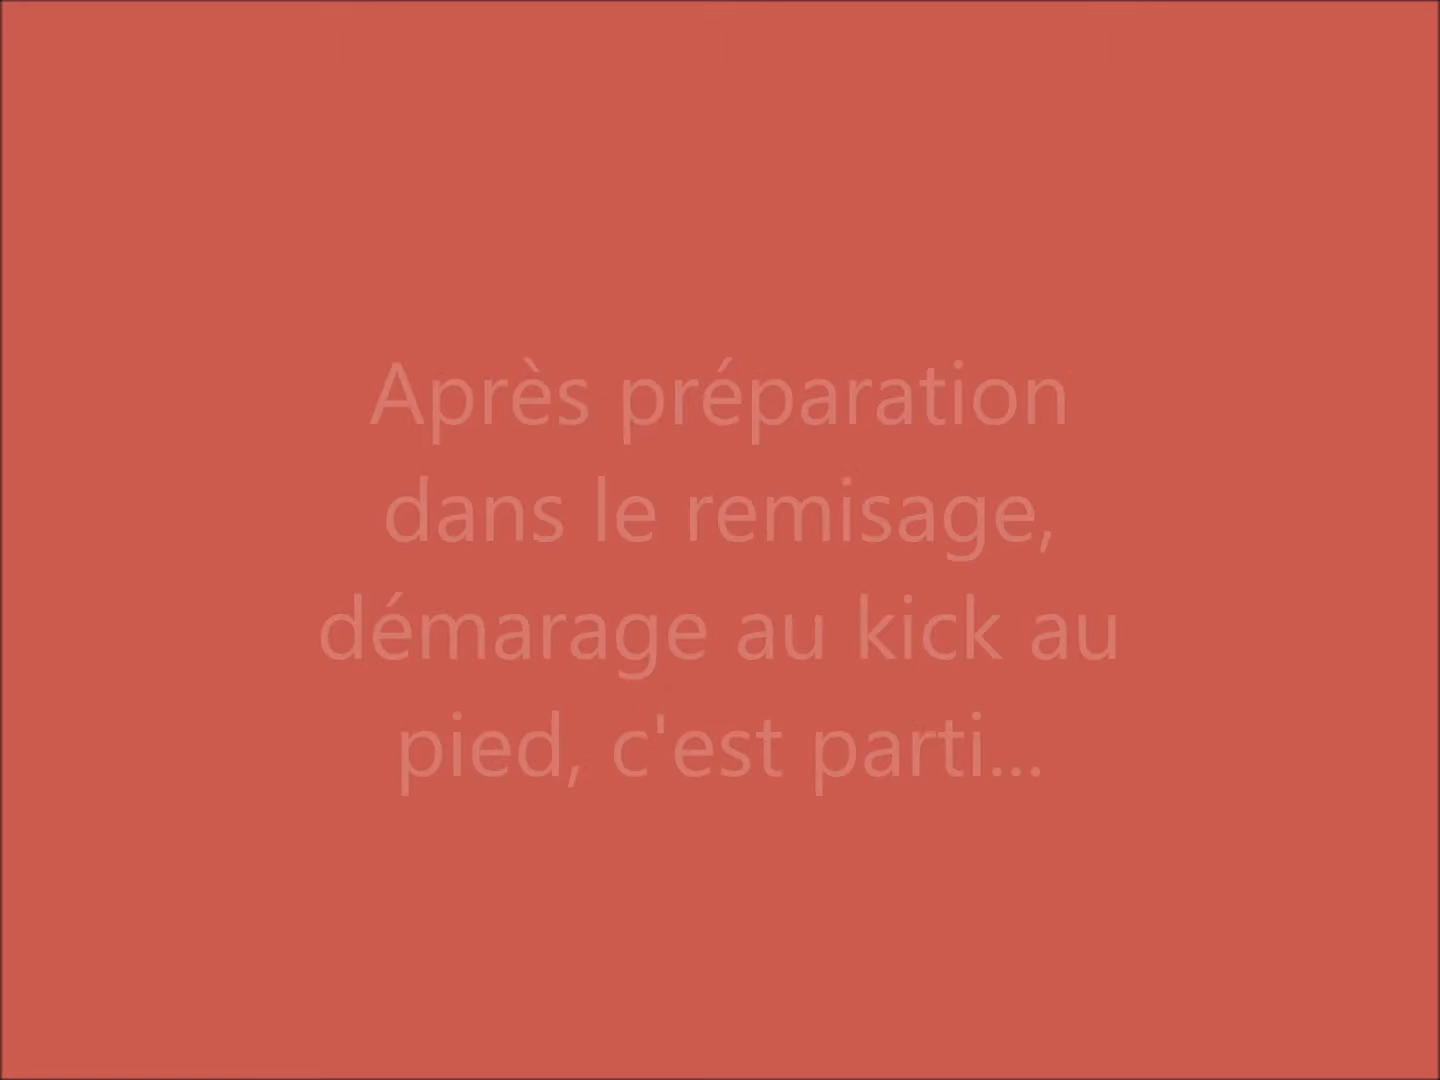 Après préparation
dans le remisage,
démarage au kick au
pied, c'est parti...